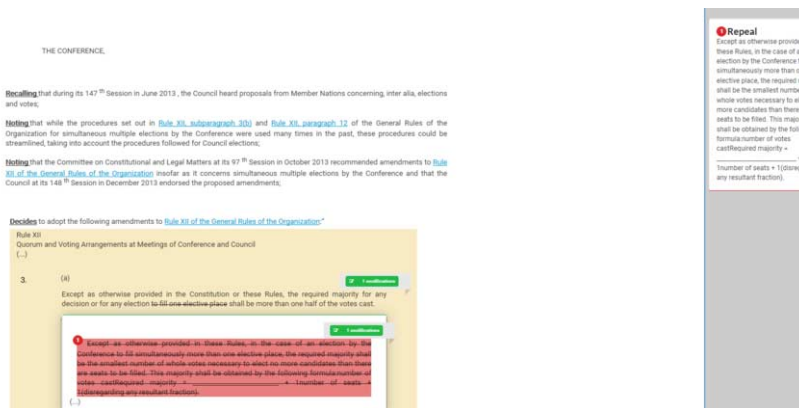 THE CONFERENCE,
Recalling that during its 147 th Session in June 2013 , the Council heard proposals from Member Nations concerning, inter alia, elections
and votes;
Noting that while the procedures set out in Rule XII, subparagraph 3(b) and Rule XII, paragraph 12 of the General Rules of the
Organization for simultaneous multiple elections by the Conference were used many times in the past, these procedures could be
streamlined, taking into account the procedures followed for Council elections;
Noting that the Committee on Constitutional and Legal Matters at its 97 th Session in October 2013 recommended amendments to Rule
XII of the General Rules of the Organization insofar as it concerns simultaneous multiple elections by the Conference and that the
Council at its 148 th Session in December 2013 endorsed the proposed amendments;
Decides to adopt the following amendments to Rule XII of the General Rules of the Organization:"
Rule XII
Quorum and Voting Arrangements at Meetings of Conference and Council
(...)
3. (a)
1 modifications
Except as otherwise provided in the Constitution or these Rules, the required majority for any
decision or for any election to fill one elective place shall be more than one half of the votes cast.
1 modifications
1 Except as otherwise provided in these Rules, in the case of an election by the
Conference to fill simultaneously more than one elective place, the required majority shall
be the smallest number of whole votes necessary to elect no more candidates than there
are seats to be filled. This majority shall be obtained by the following formula:number of
votes castRequired majority = ____________________ + 1number of seats +
1(disregarding any resultant fraction).
(...)
1 Repeal
Except as otherwise provide
these Rules, in the case of a
election by the Conference t
simultaneously more than o
elective place, the required
shall be the smallest numbe
whole votes necessary to el
more candidates than there
seats to be filled. This majo
shall be obtained by the foll
formula:number of votes
castRequired majority =
____________________
1number of seats + 1(disreg
any resultant fraction).